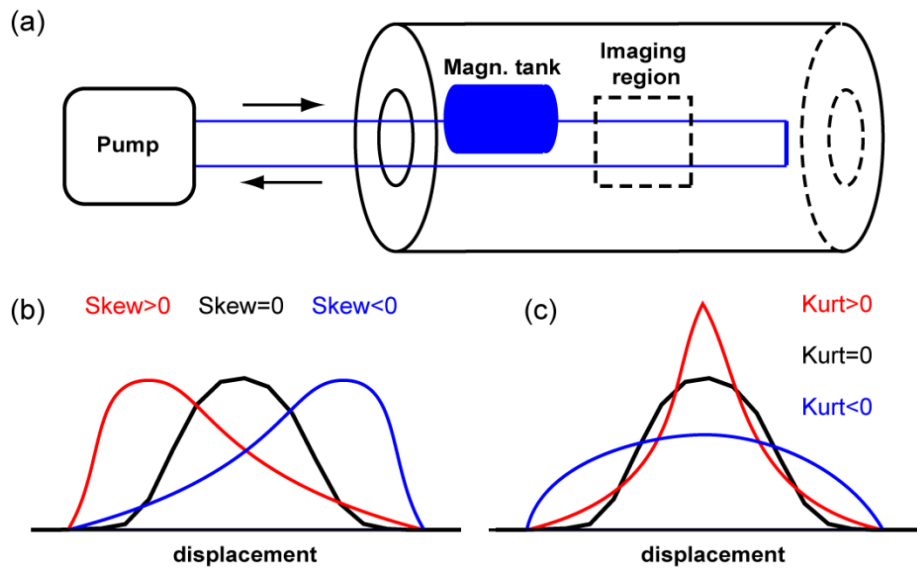 (a)
Magn. tank
Imaging
region
Pump
(b)
Skew>0 Skew=0 Skew<0
displacement
(c)
Kurt>0
Kurt=0
Kurt<0
displacement